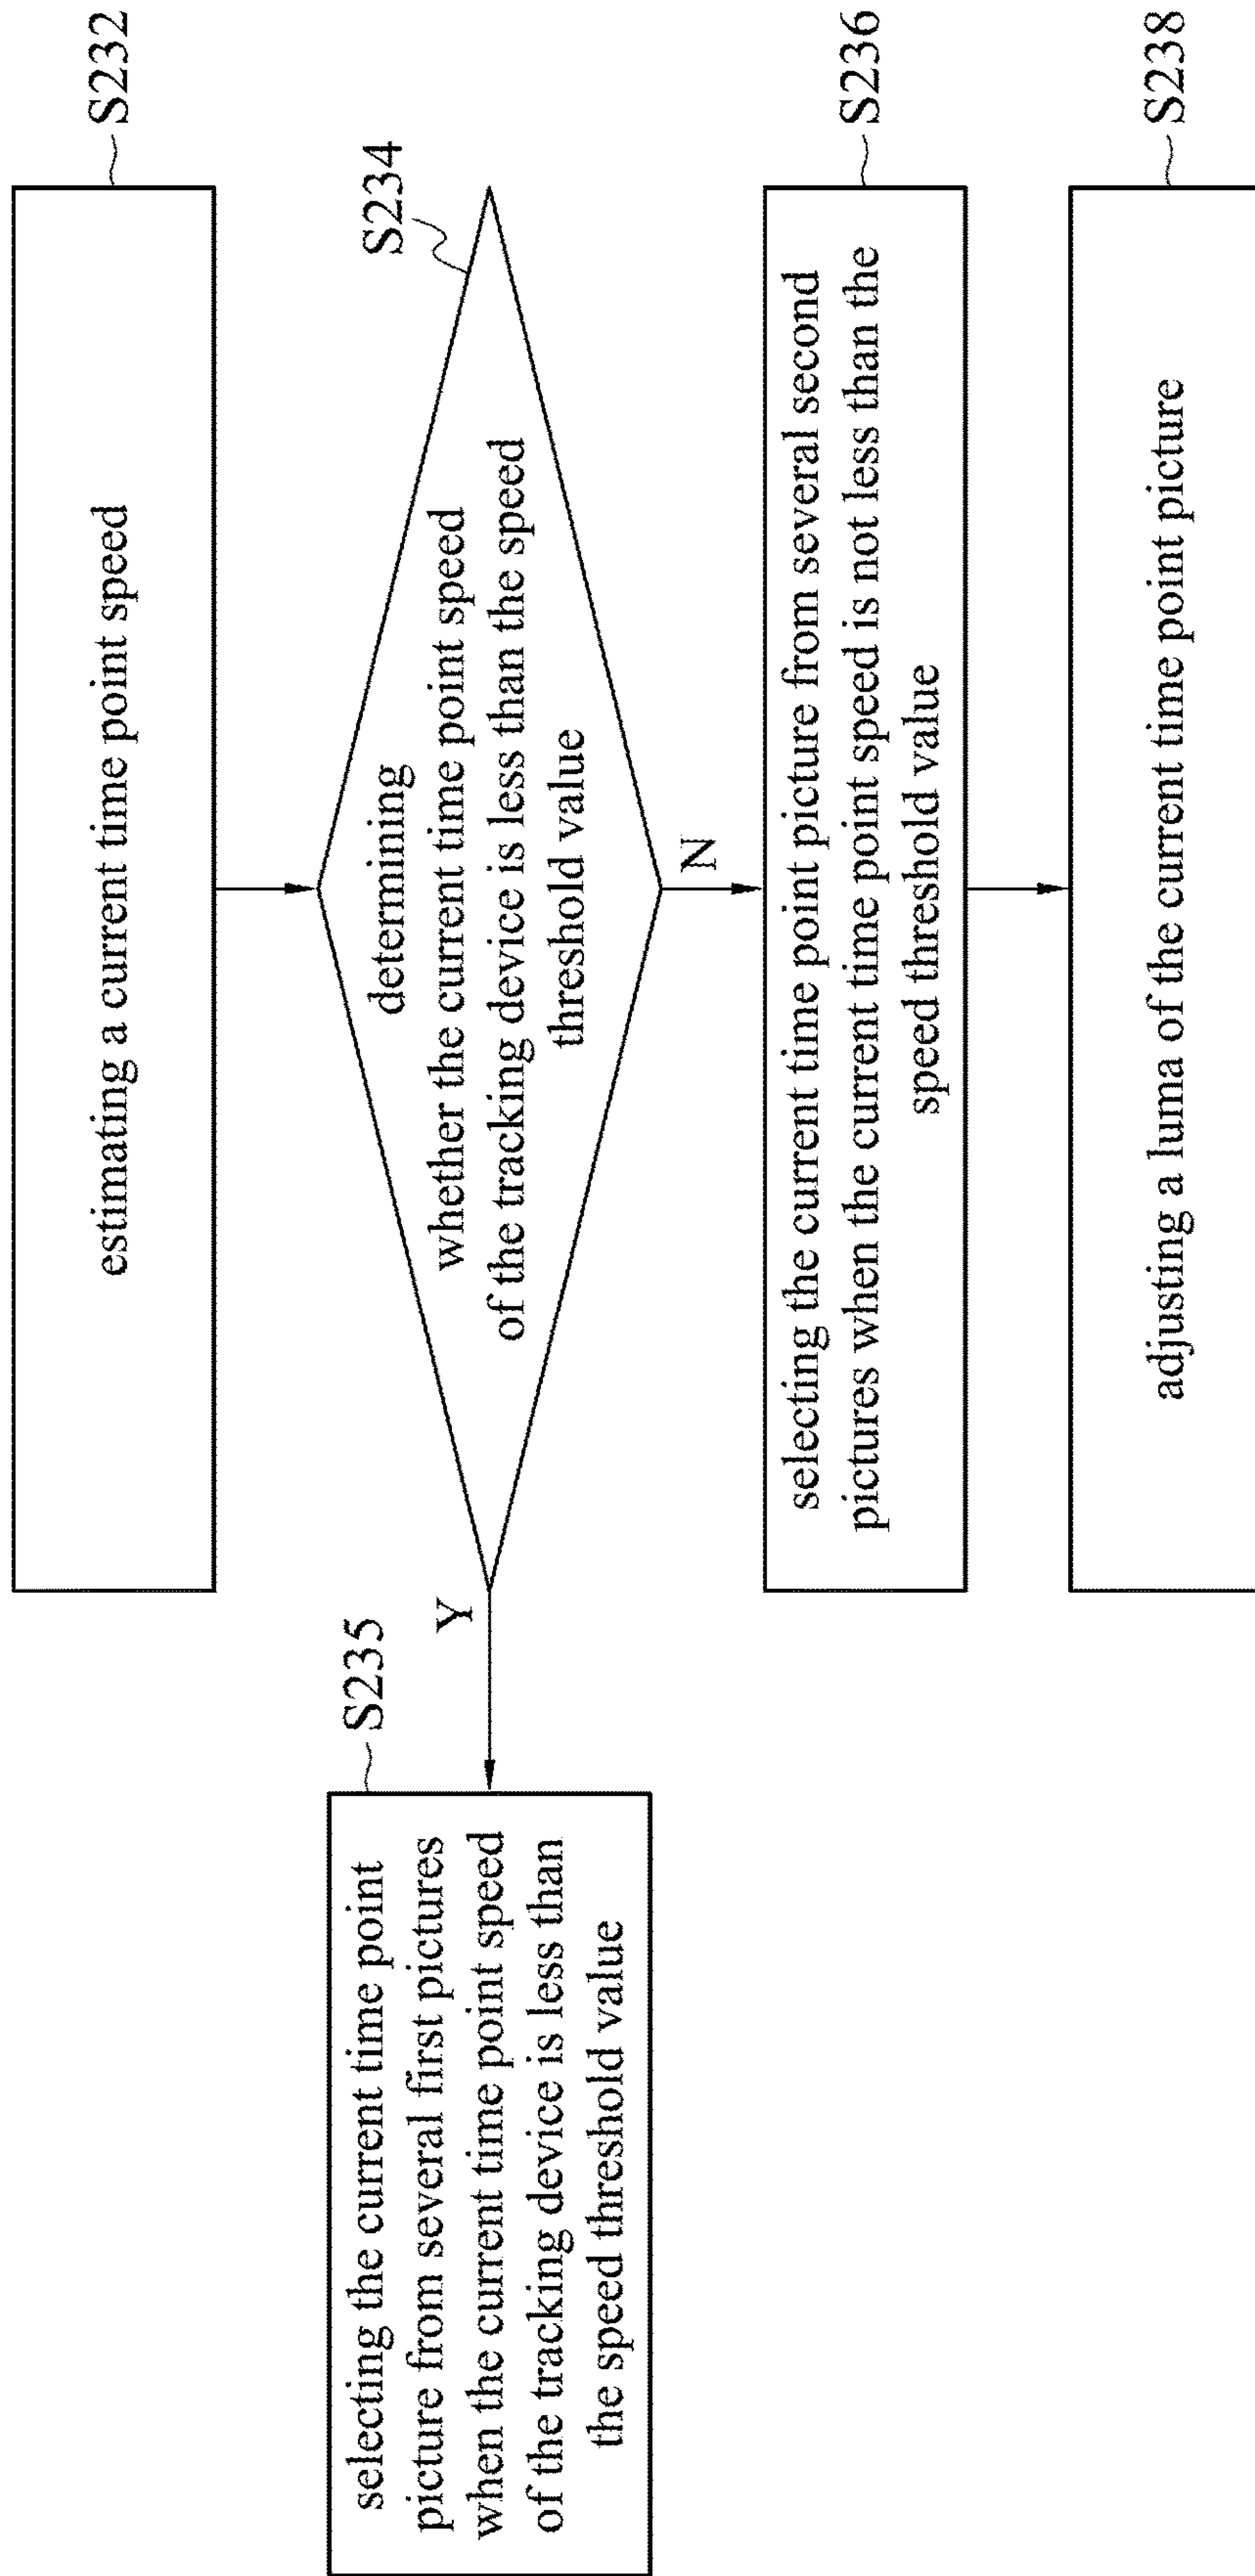 estimating a current time point speed
S232
determining
whether the current time point speed
of the tracking device is less than the speed
threshold value
S234
Y
selecting the current time point
picture from several first pictures
when the current time point speed
of the tracking device is less than
the speed threshold value
S235
N
selecting the current time point picture from several second
pictures when the current time point speed is not less than the
speed threshold value
S236
adjusting a luma of the current time point picture
S238